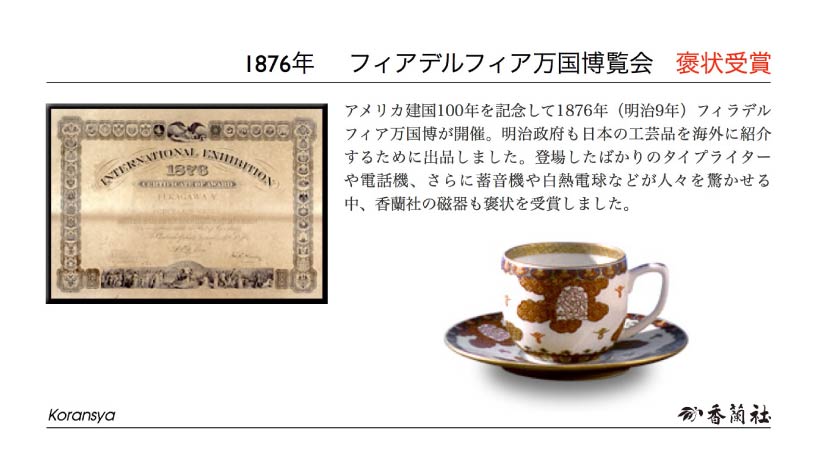 1876年 フィアデルフィア万国博覧会 褒状受賞
アメリカ建国100年を記念して1876年（明治9年）フィラデル
フィア万国博が開催。明治政府も日本の工芸品を海外に紹介
するために出品しました。登場したばかりのタイプライター
や電話機、さらに蓄音機や白熱電球などが人々を驚かせる
中、香蘭社の磁器も褒状を受賞しました。
INTERNATIONAL EXHIBITION
1876
CERTIFICATE OF AWARD
Koransya
香蘭社